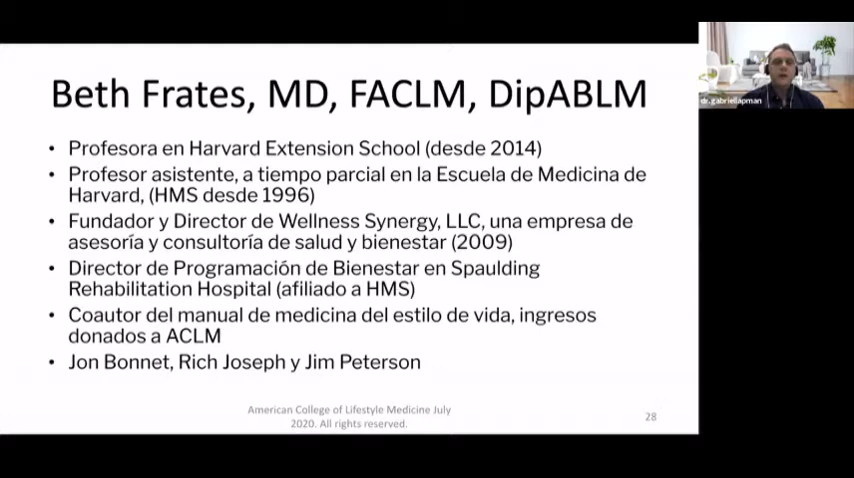 Beth Frates, MD, FACLM, DipABLM
• Profesora en Harvard Extension School (desde 2014)
• Profesor asistente, a tiempo parcial en la Escuela de Medicina de
Harvard, (HMS desde 1996)
• Fundador y Director de Wellness Synergy, LLC, una empresa de
asesoría y consultoría de salud y bienestar (2009)
• Director de Programación de Bienestar en Spaulding
Rehabilitation Hospital (afiliado a HMS)
• Coautor del manual de medicina del estilo de vida, ingresos
donados a ACLM
• Jon Bonnet, Rich Joseph y Jim Peterson
American College of Lifestyle Medicine July
2020. All rights reserved.
28
dr.gabriellapman